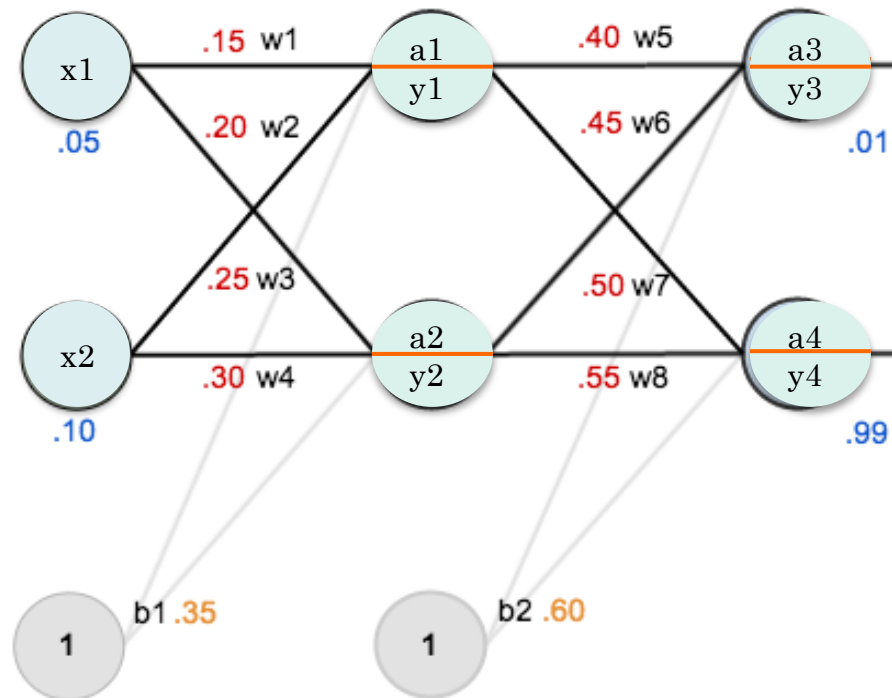 .15 w1
.40 w5
x1
a1
y1
a3
y3
.05
.20 w2
.45 w6
.01
.25 w3
.50 w7
x2
a2
y2
a4
y4
.30 w4
.55 w8
.10
.99
b1 .35
b2 .60
1
1